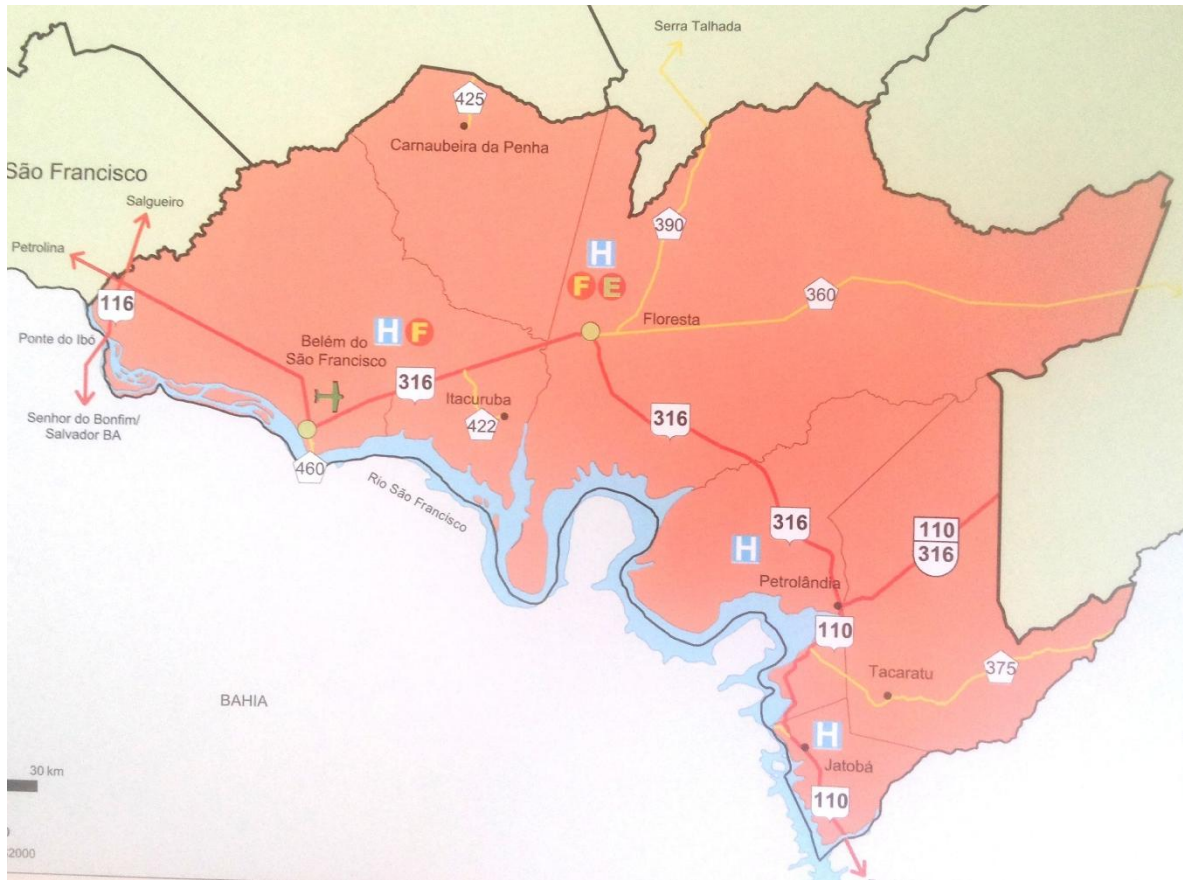 Serra Talhada
425
Carnaubeira da Penha
São Francisco
Salgueiro
390
Petrolina
H
F E
360
116
Floresta
Ponte do Ibó
H F
Belém do
São Francisco
316
Itacuruba
316
422
Senhor do Bonfim/
Salvador BA
460
Rio São Francisco
316
110
316
H
Petrolândia
110
375
Tacaratu
BAHIA
H
Jatobá
30 km
110
2000